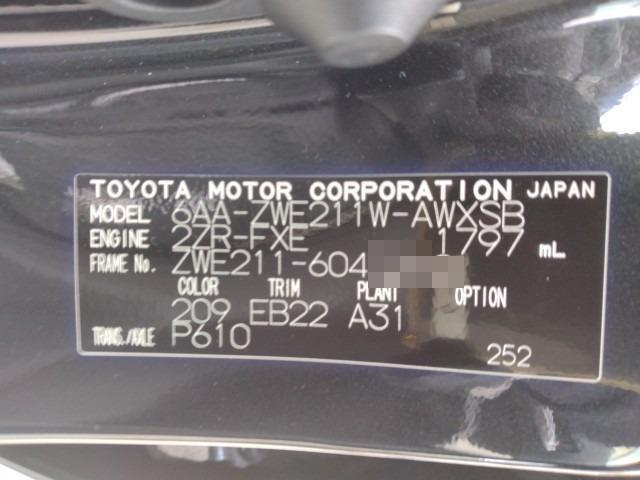 TOYOTA MOTOR CORPORATION JAPAN
MODEL 6AA-ZWE211W-AWXSB
ENGINE 2ZR-FXE 1797 mL
FRAME No. ZWE211-604
COLOR TRIM PLANT OPTION
209 EB22 A31
TRANS./AXLE P610
252